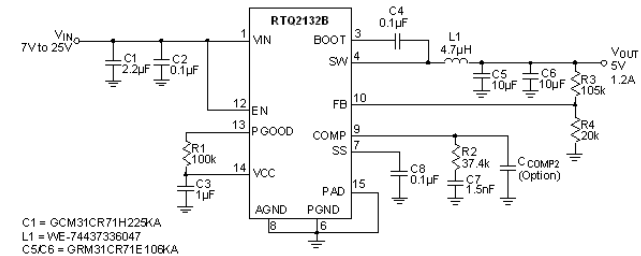 RTQ2132B
VIN
7V to 25V
C1
2.2µF
C2
0.1µF
1
VIN
12
EN
13
PGOOD
R1
100k
14
VCC
C3
1µF
AGND
8
PGND
6
BOOT
3
C4
0.1µF
SW
4
L1
4.7µH
C5
10µF
C6
10µF
VOUT
5V
1.2A
R3
105k
FB
10
R4
20k
COMP
9
SS
7
R2
37.4k
C7
1.5nF
CCOMP2
(Option)
C8
0.1µF
PAD
15
C1 = GCM31CR71H225KA
L1 = WE-74437336047
C5/C6 = GRM31CR71E106KA